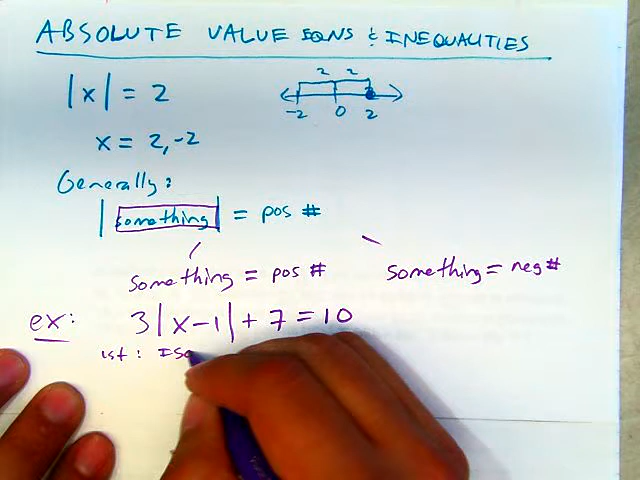 ABSOLUTE VALUE EQNS & INEQUALITIES
|x| = 2
2 2
-2 0 2
x = 2, -2
Generally:
|something| = pos #
something = pos #
something = neg #
ex: 3|x-1| + 7 = 10
1st: Iso